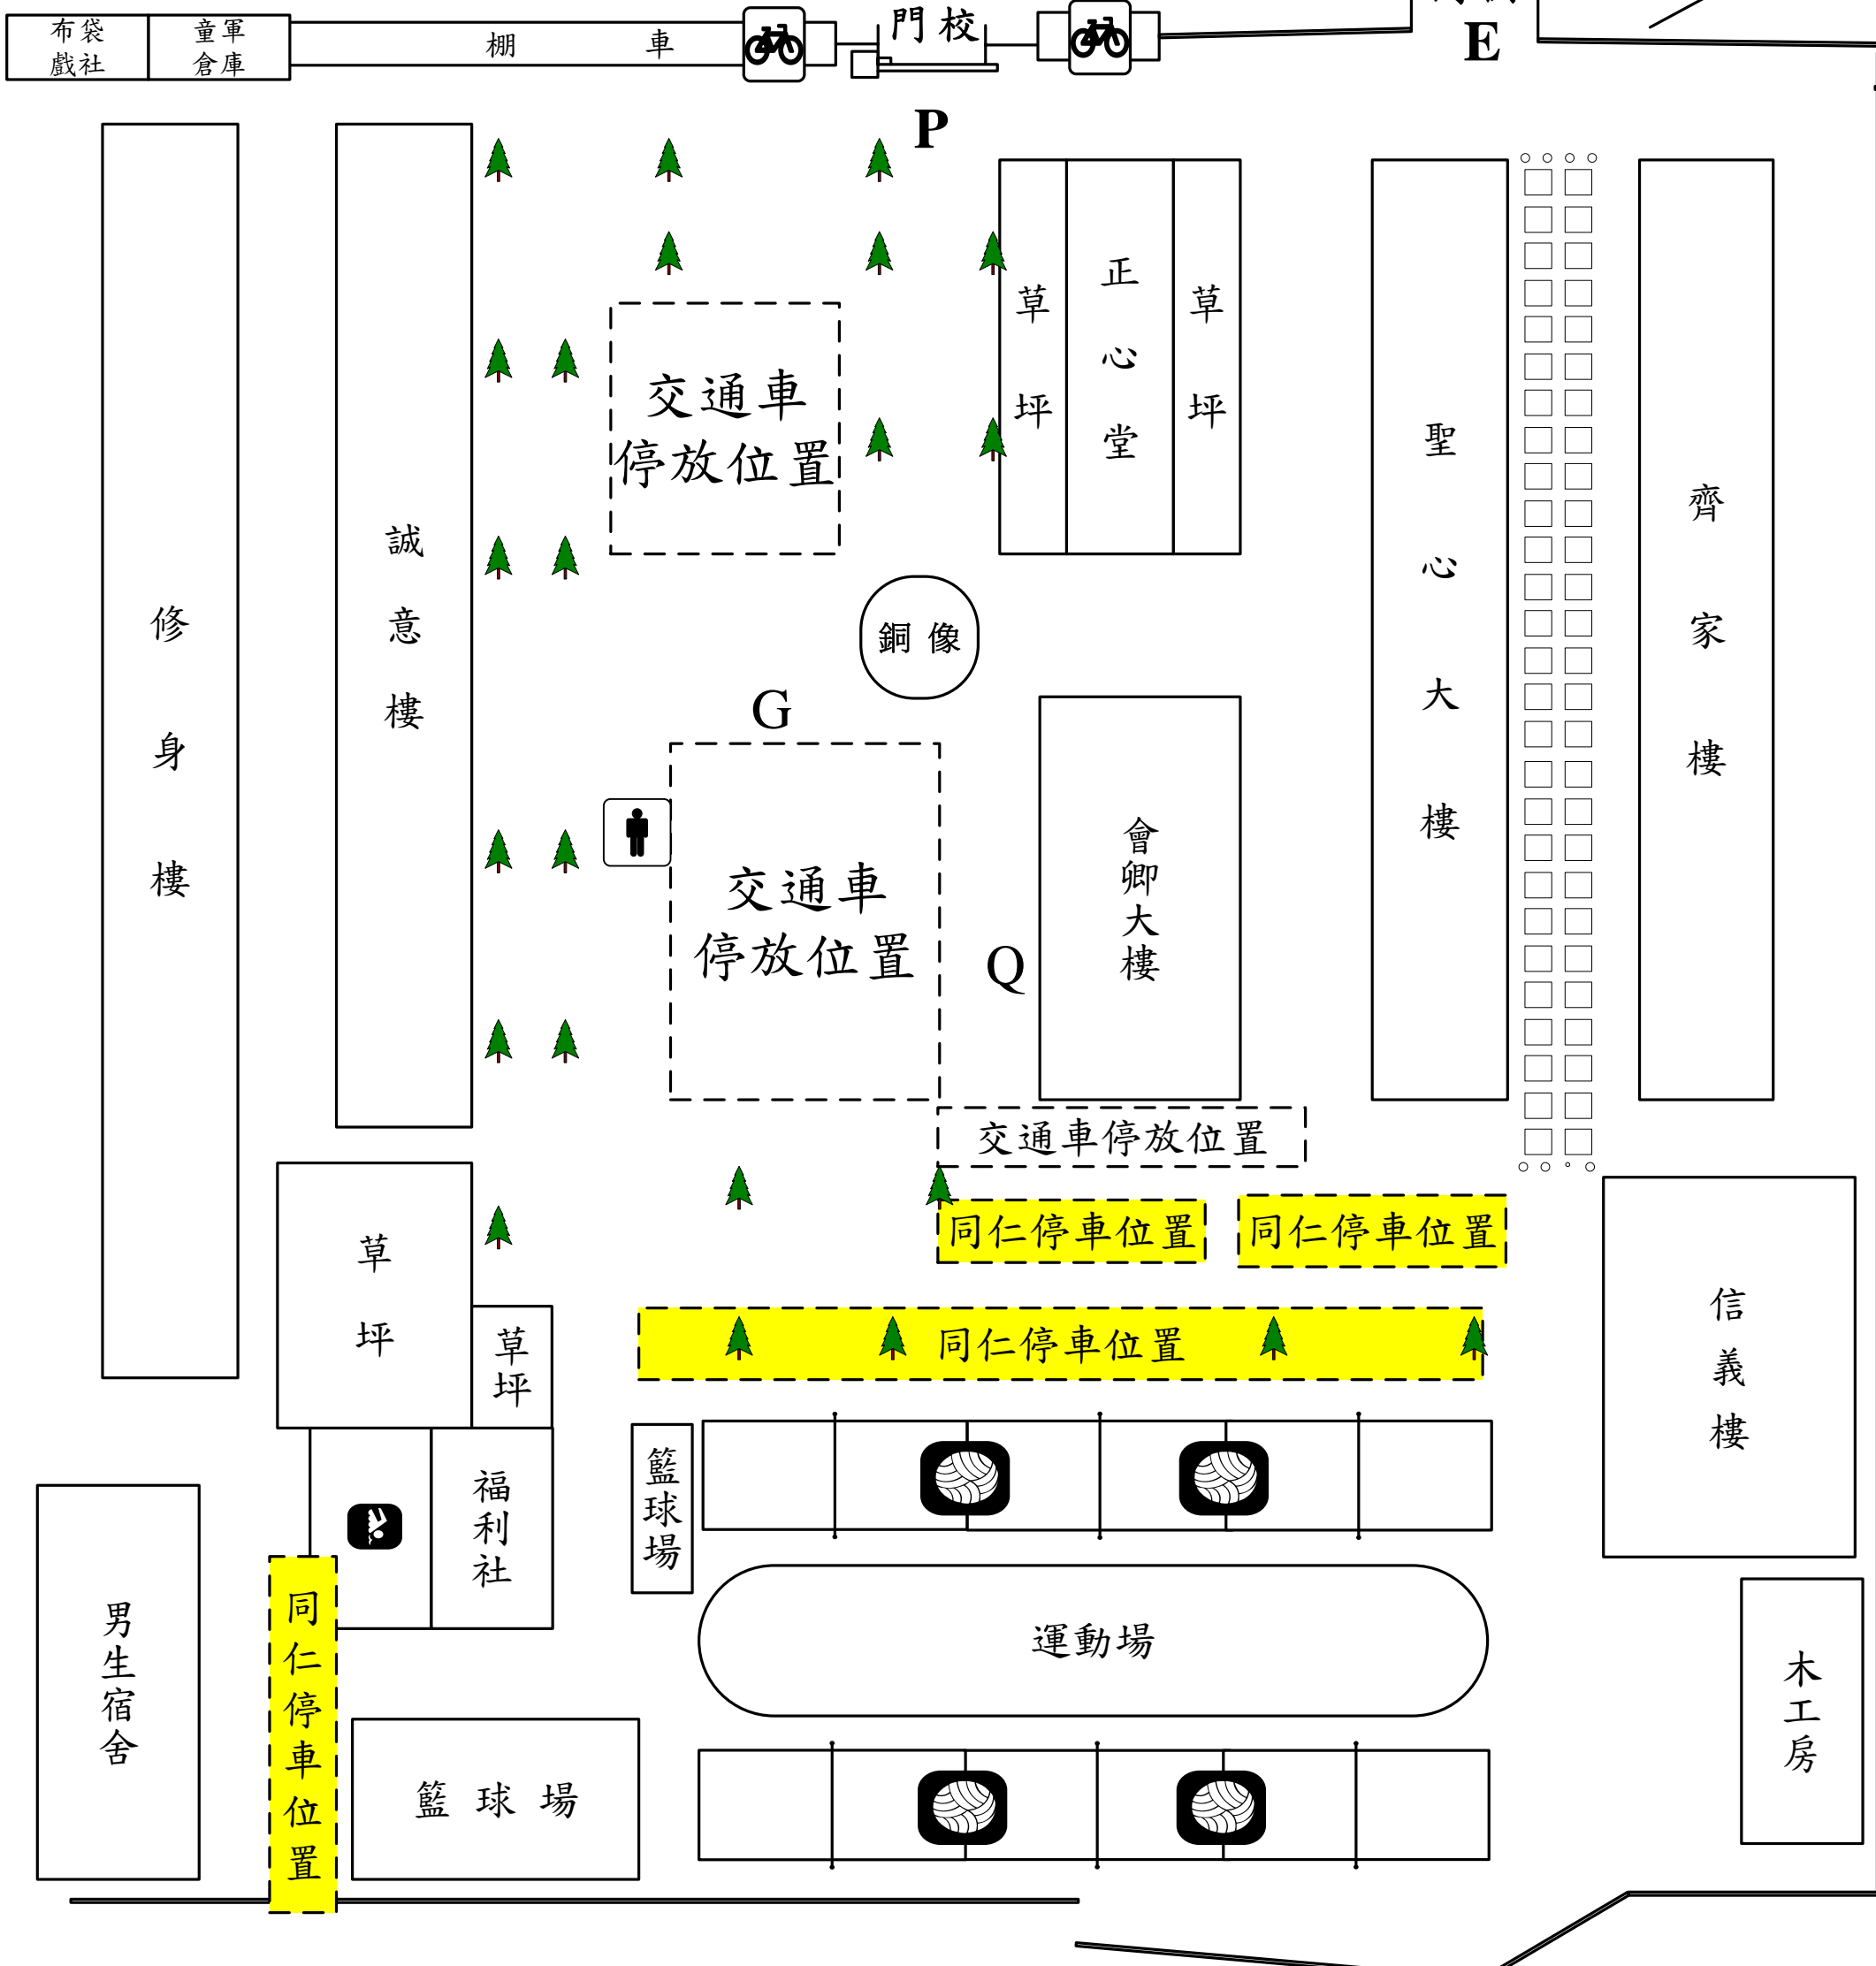 布袋
戲社
童軍
倉庫
棚 車
門 校
E
P
草坪
正心堂
草坪
交通車
停放位置
聖心大樓
齊家樓
誠意樓
修身樓
銅 像
G
交通車
停放位置
會卿大樓
Q
交通車停放位置
同仁停車位置
同仁停車位置
草坪
草坪
同仁停車位置
信義樓
籃球場
福利社
男生宿舍
同仁停車位置
運動場
木工房
籃 球 場